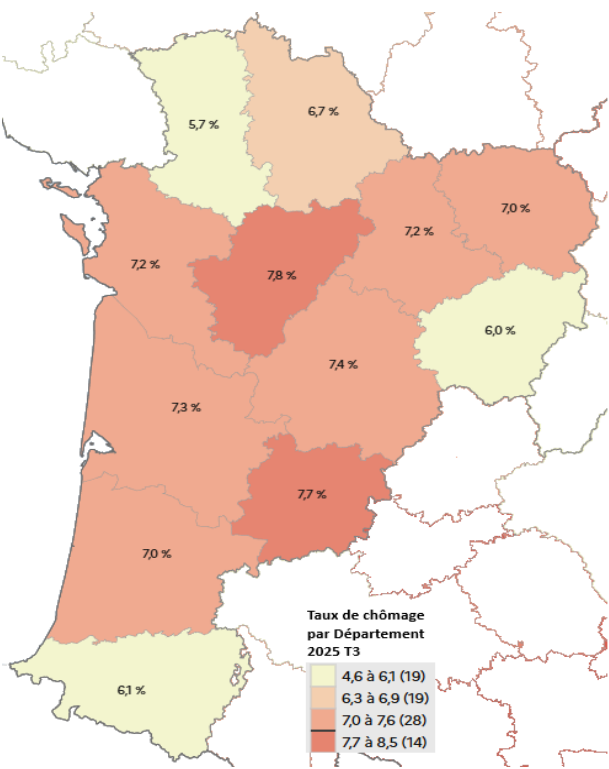 5,7 %
6,7 %
7,0 %
7,2 %
7,2 %
7,8 %
6,0 %
7,4 %
7,3 %
7,7 %
7,0 %
6,1 %
Taux de chômage
par Département
2025 T3
4,6 à 6,1 (19)
6,3 à 6,9 (19)
7,0 à 7,6 (28)
7,7 à 8,5 (14)